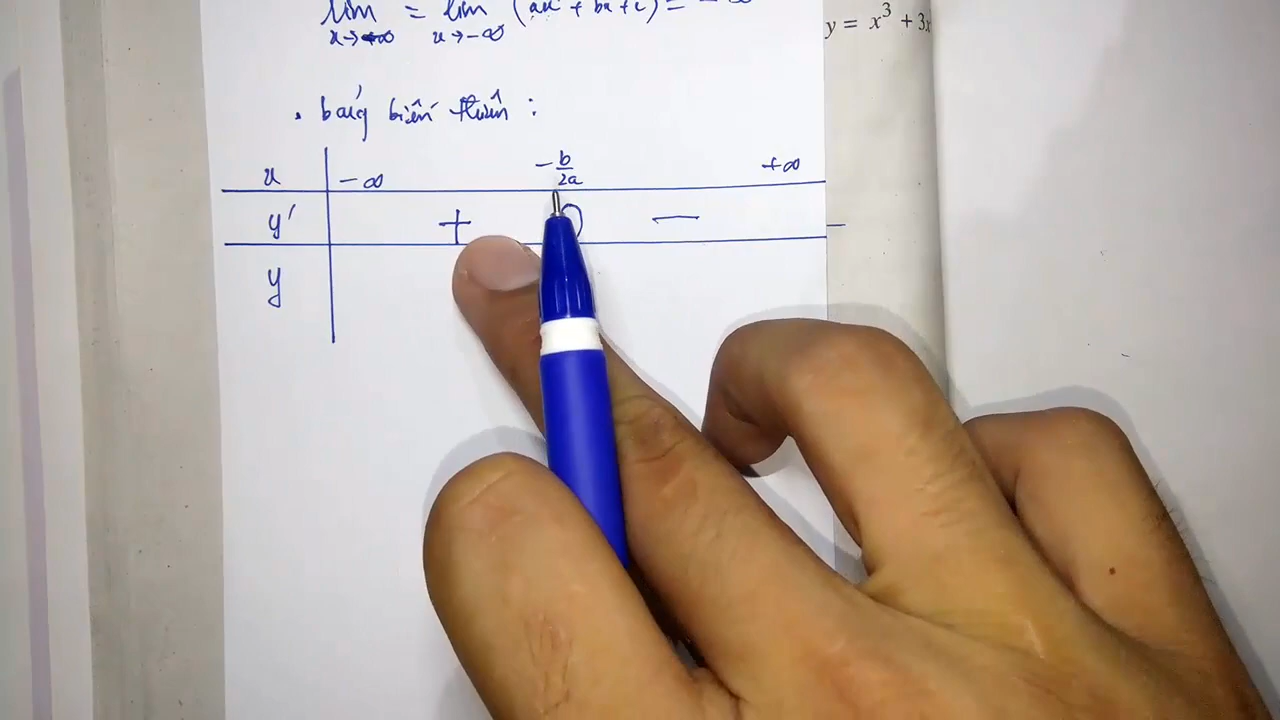 lim = lim (ax² + bx + c) = - ∞
x→+∞ x→-∞
y = x³ + 3x
. bảng biến thiên :
x -∞ -b/2a +∞
y' + 0 −
y